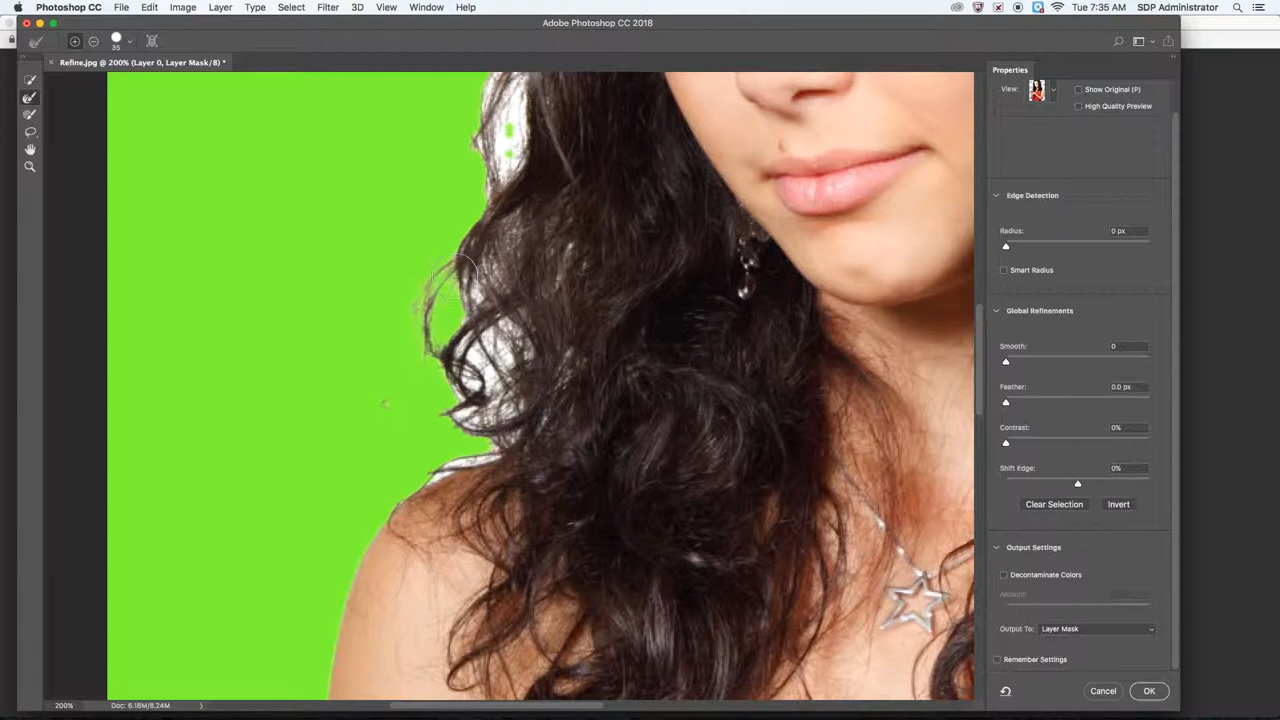 Photoshop CC File Edit Image Layer Type Select Filter 3D View Window Help Tue 7:35 AM SDP Administrator
Adobe Photoshop CC 2018
35
× Refine.jpg @ 200% (Layer 0, Layer Mask/8) *
Properties
View: Show Original (P)
High Quality Preview
Edge Detection
Radius: 0 px
Smart Radius
Global Refinements
Smooth: 0
Feather: 0.0 px
Contrast: 0%
Shift Edge: 0%
Clear Selection Invert
Output Settings
Decontaminate Colors
Amount:
Output To: Layer Mask
Remember Settings
Cancel OK
200% Doc: 6.18M/8.24M